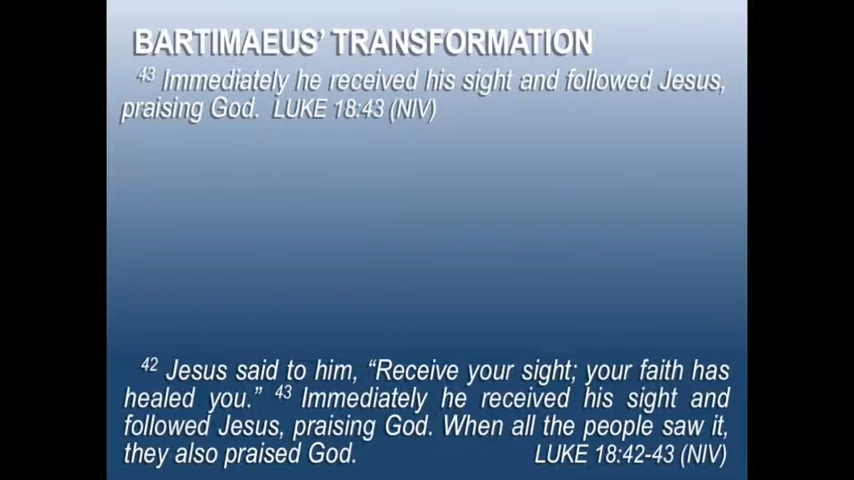 BARTIMAEUS’ TRANSFORMATION
43 Immediately he received his sight and followed Jesus,
praising God. LUKE 18:43 (NIV)
42 Jesus said to him, “Receive your sight; your faith has
healed you.” 43 Immediately he received his sight and
followed Jesus, praising God. When all the people saw it,
they also praised God. LUKE 18:42-43 (NIV)